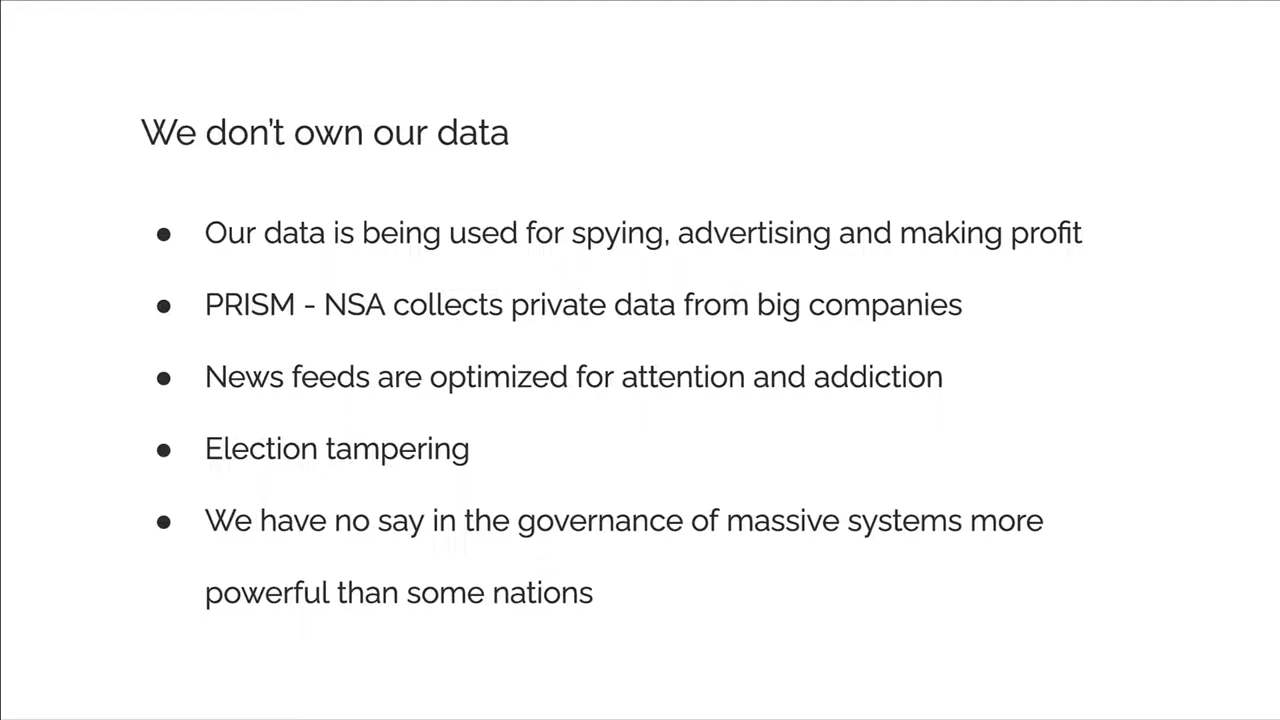 We don't own our data
● Our data is being used for spying, advertising and making profit
● PRISM - NSA collects private data from big companies
● News feeds are optimized for attention and addiction
● Election tampering
● We have no say in the governance of massive systems more
powerful than some nations